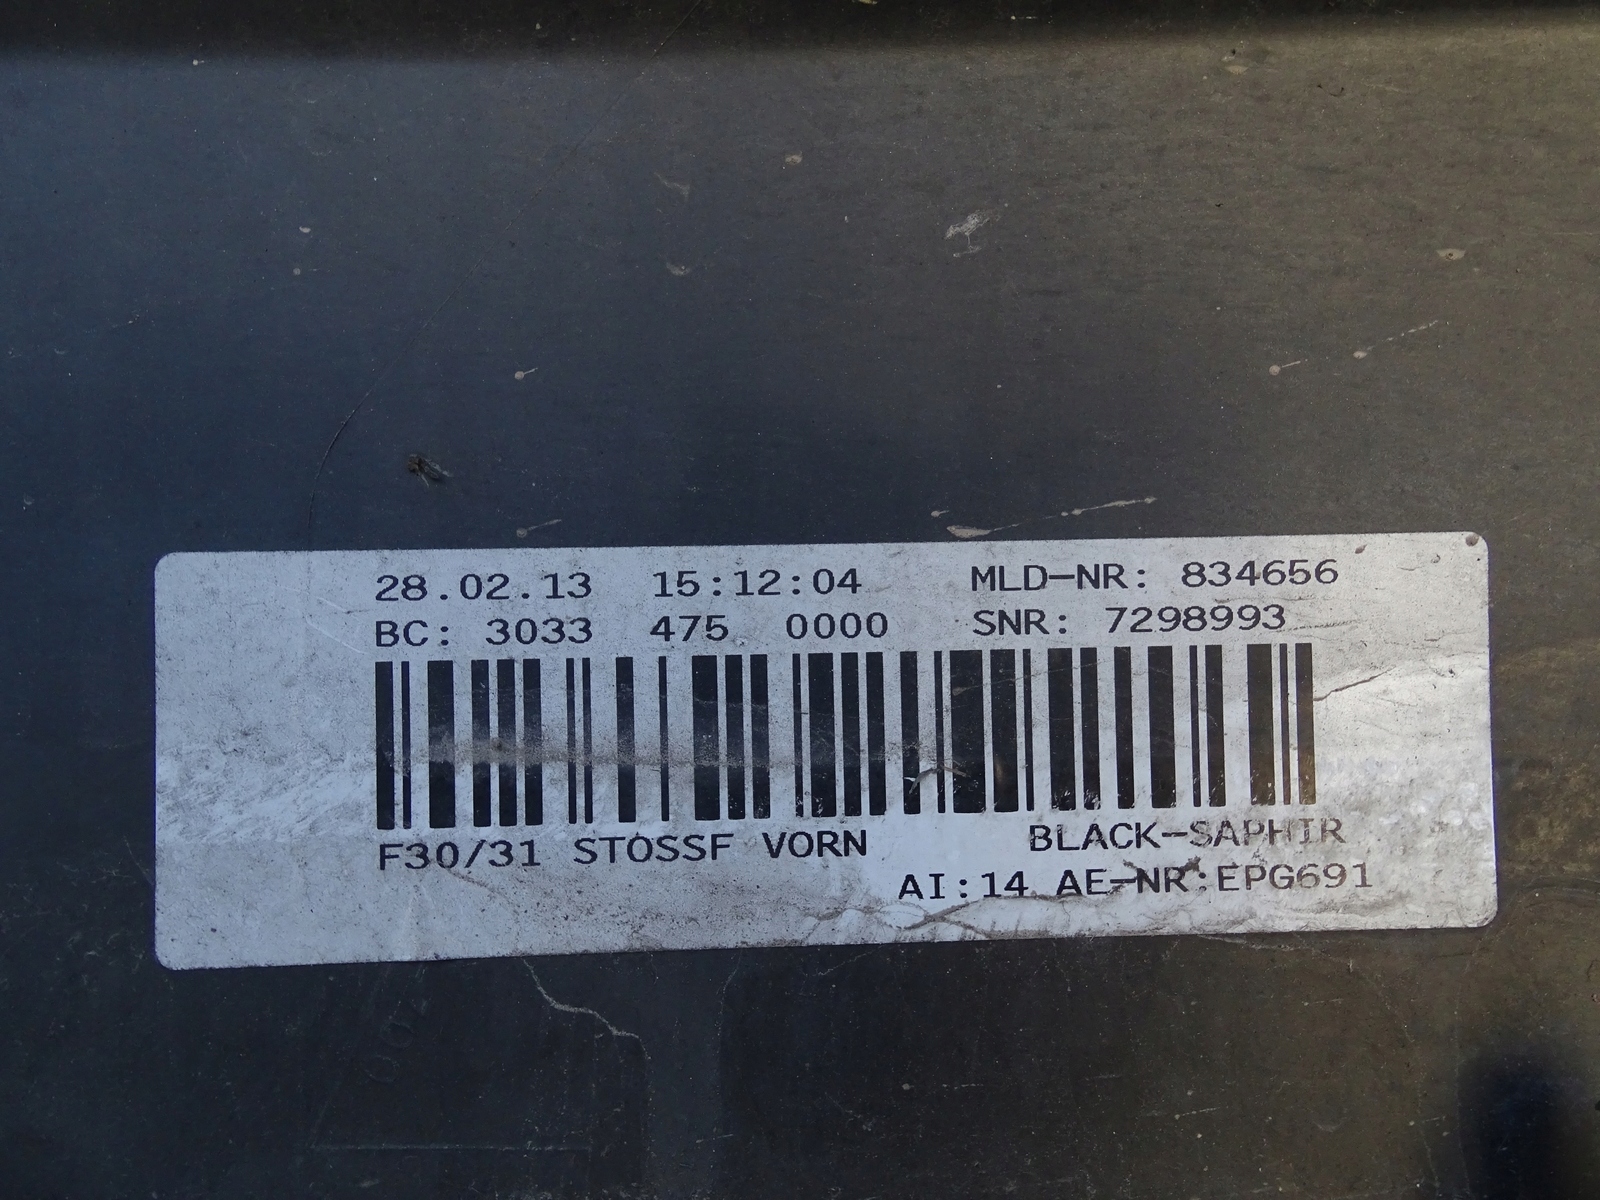 28.02.13 15:12:04 MLD-NR: 834656
BC: 3033 475 0000 SNR: 7298993
F30/31 STOSSF VORN BLACK-SAPHIR
AI:14 AE-NR:EPG691